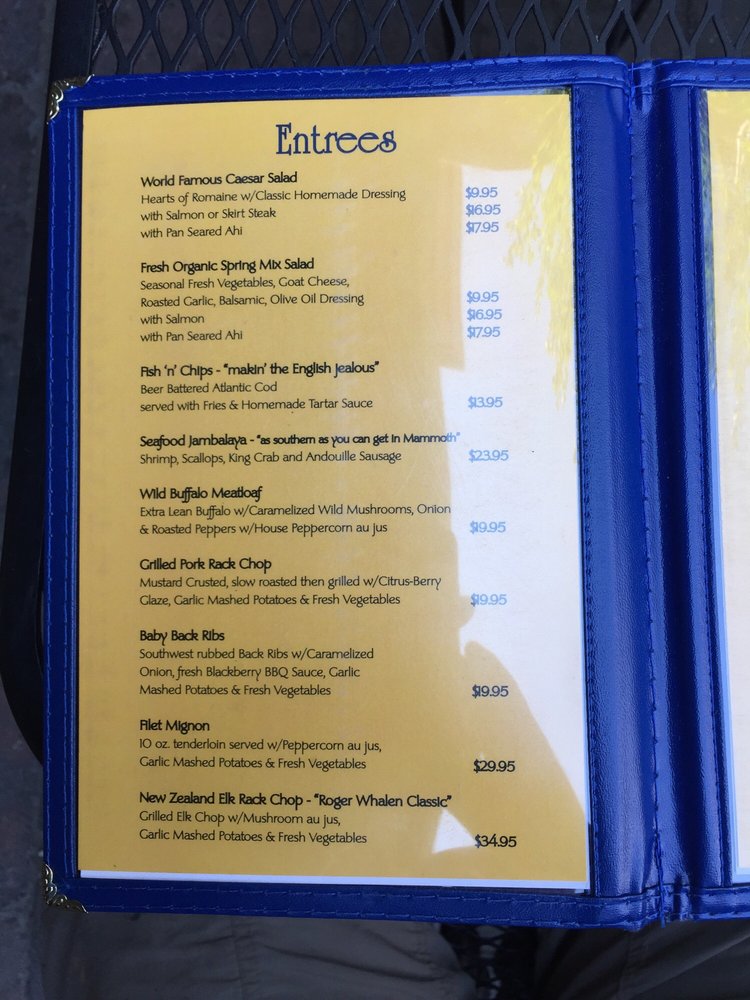 Entrees
World Famous Caesar Salad
Hearts of Romaine w/Classic Homemade Dressing $9.95
with Salmon or Skirt Steak $16.95
with Pan Seared Ahi $17.95
Fresh Organic Spring Mix Salad
Seasonal Fresh Vegetables, Goat Cheese,
Roasted Garlic, Balsamic, Olive Oil Dressing $9.95
with Salmon $16.95
with Pan Seared Ahi $17.95
Fish 'n' Chips - "makin' the English jealous"
Beer Battered Atlantic Cod
served with Fries & Homemade Tartar Sauce $13.95
Seafood Jambalaya - "as southern as you can get in Mammoth"
Shrimp, Scallops, King Crab and Andouille Sausage $23.95
Wild Buffalo Meatloaf
Extra Lean Buffalo w/Caramelized Wild Mushrooms, Onion
& Roasted Peppers w/House Peppercorn au jus $19.95
Grilled Pork Rack Chop
Mustard Crusted, slow roasted then grilled w/Citrus-Berry
Glaze, Garlic Mashed Potatoes & Fresh Vegetables $19.95
Baby Back Ribs
Southwest rubbed Back Ribs w/Caramelized
Onion, fresh Blackberry BBQ Sauce, Garlic
Mashed Potatoes & Fresh Vegetables $19.95
Filet Mignon
10 oz. tenderloin served w/Peppercorn au jus,
Garlic Mashed Potatoes & Fresh Vegetables $29.95
New Zealand Elk Rack Chop - "Roger Whalen Classic"
Grilled Elk Chop w/Mushroom au jus,
Garlic Mashed Potatoes & Fresh Vegetables $34.95